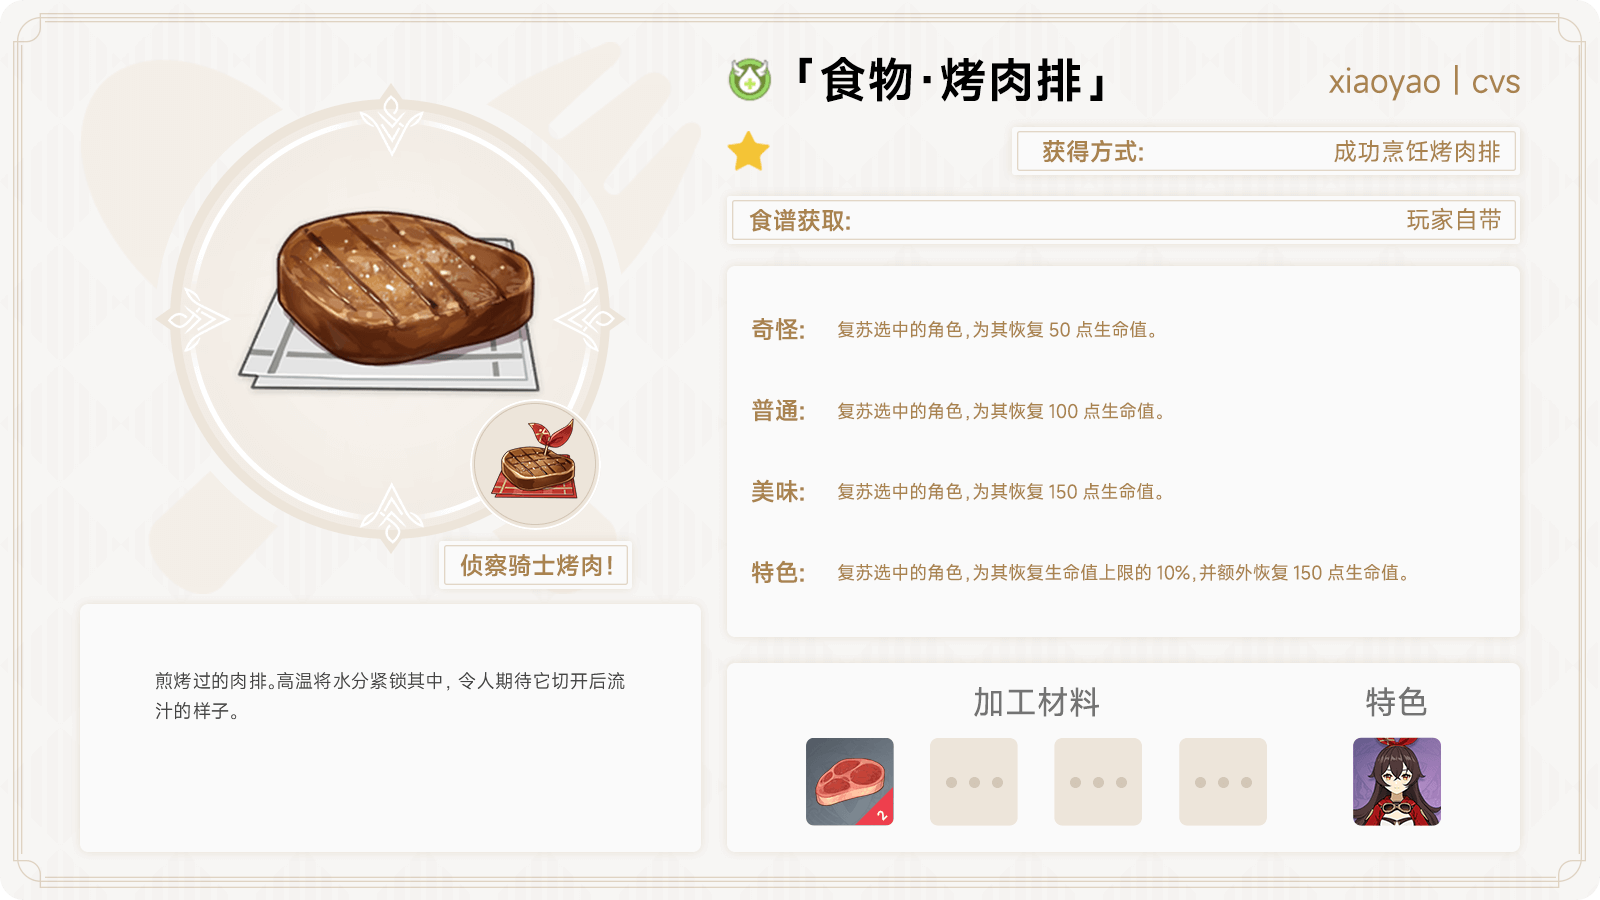 「食物·烤肉排」
xiaoyao | cvs
获得方式:
成功烹饪烤肉排
食谱获取:
玩家自带
奇怪:
复苏选中的角色,为其恢复 50 点生命值。
普通:
复苏选中的角色,为其恢复 100 点生命值。
美味:
复苏选中的角色,为其恢复 150 点生命值。
特色:
复苏选中的角色,为其恢复生命值上限的 10%,并额外恢复 150 点生命值。
侦察骑士烤肉!
煎烤过的肉排。高温将水分紧锁其中, 令人期待它切开后流
汁的样子。
加工材料
特色
2